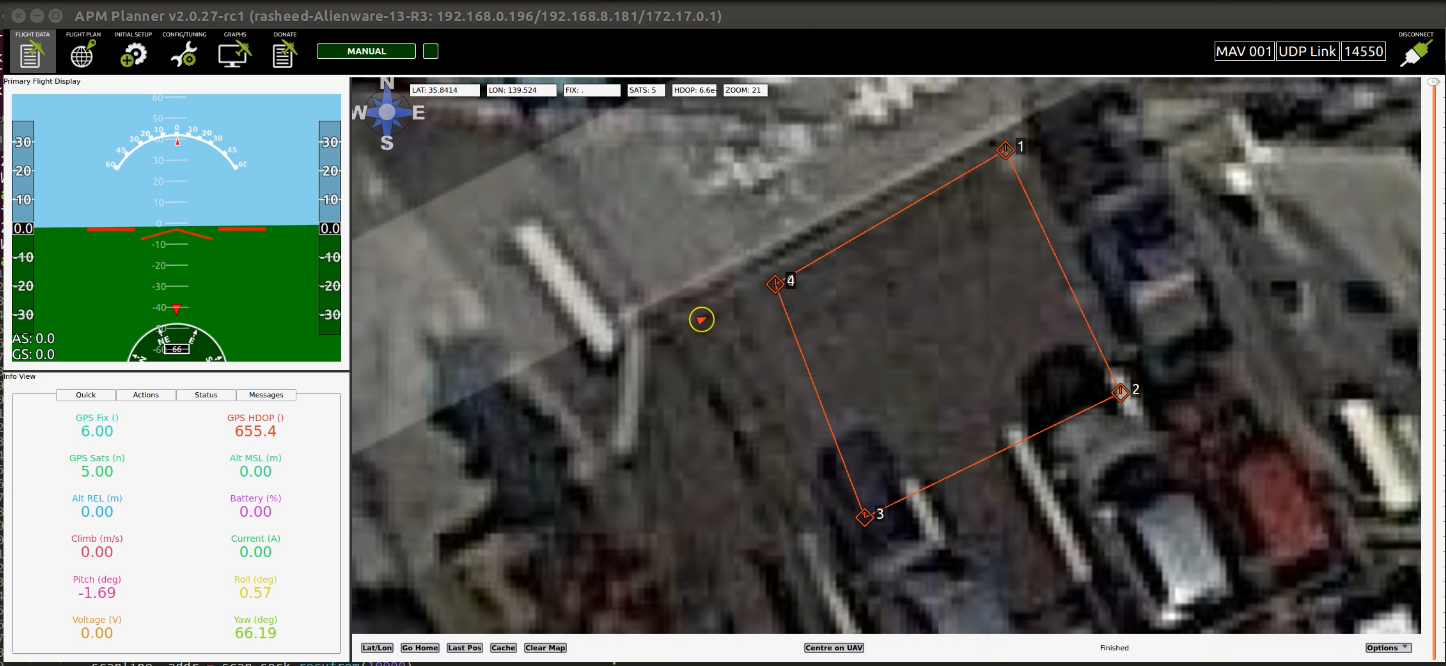 APM Planner v2.0.27-rc1 (rasheed-Alienware-13-R3: 192.168.0.196/192.168.8.181/172.17.0.1)
FLIGHT DATA FLIGHT PLAN INITIAL SETUP CONFIG/TUNING GRAPHS DONATE DISCONNECT
MANUAL MAV 001 UDP Link 14550
Primary Flight Display
LAT: 35.8414 LON: 139.524 FIX: . SATS: 5 HDOP: 6.6e ZOOM: 21
N
W E
S
60
50
40
60 45 30 20 10 0 10 20 30 45 60
30 30 30
20 20 20
10 10 10
0.0 0 0.0
-10 -10 -10
-20 -20 -20
-30 -30 -30
-40
AS: 0.0
GS: 0.0
N NE 66 E S
-60
1
4
2
3
Info View
Quick Actions Status Messages
GPS Fix () GPS HDOP ()
6.00 655.4
GPS Sats (n) Alt MSL (m)
5.00 0.00
Alt REL (m) Battery (%)
0.00 0.00
Climb (m/s) Current (A)
0.00 0.00
Pitch (deg) Roll (deg)
-1.69 0.57
Voltage (V) Yaw (deg)
0.00 66.19
Lat/Lon Go Home Last Pos Cache Clear Map Centre on UAV Finished Options